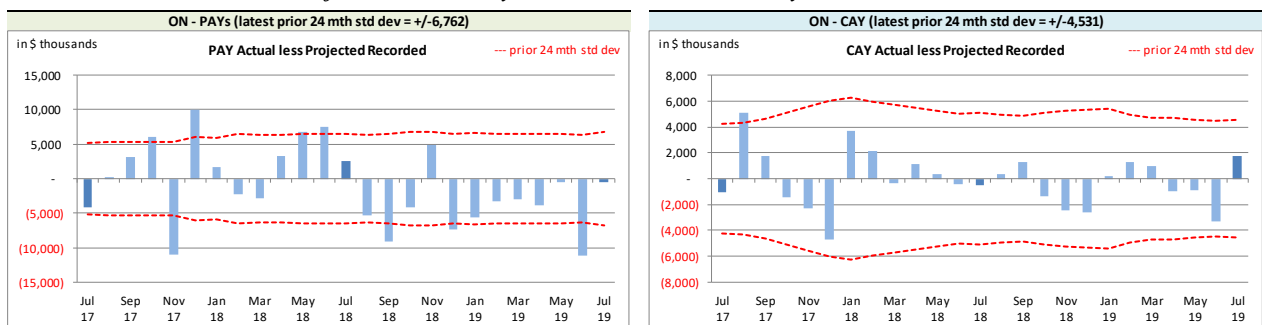 ON - PAYs (latest prior 24 mth std dev = +/-6,762)
in $ thousands
PAY Actual less Projected Recorded
--- prior 24 mth std dev
15,000
10,000
5,000
-
(5,000)
(10,000)
(15,000)
Jul Sep Nov Jan Mar May Jul Sep Nov Jan Mar May Jul
17 17 17 18 18 18 18 18 18 19 19 19 19
ON - CAY (latest prior 24 mth std dev = +/-4,531)
in $ thousands
CAY Actual less Projected Recorded
--- prior 24 mth std dev
8,000
6,000
4,000
2,000
-
(2,000)
(4,000)
(6,000)
(8,000)
Jul Sep Nov Jan Mar May Jul Sep Nov Jan Mar May Jul
17 17 17 18 18 18 18 18 18 19 19 19 19